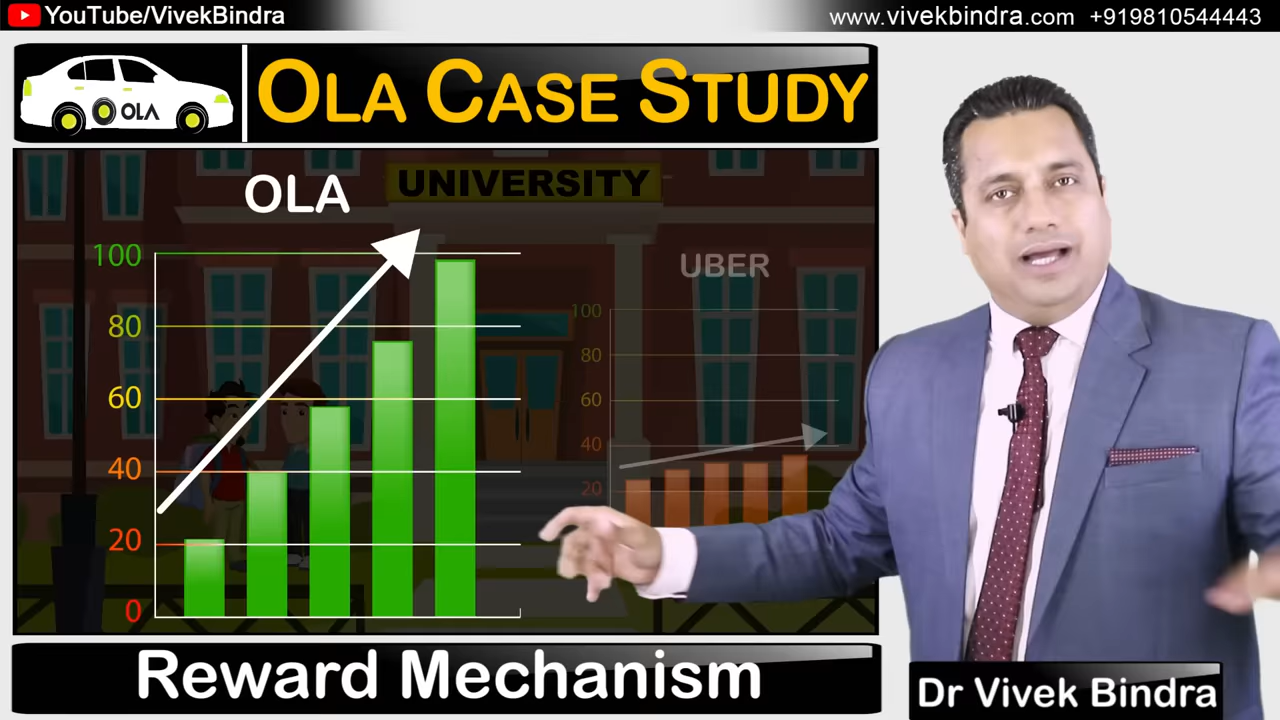 YouTube/VivekBindra
www.vivekbindra.com +919810544443
OLA
OLA CASE STUDY
UNIVERSITY
OLA
100
80
60
40
20
0
UBER
100
80
60
40
20
Reward Mechanism
Dr Vivek Bindra